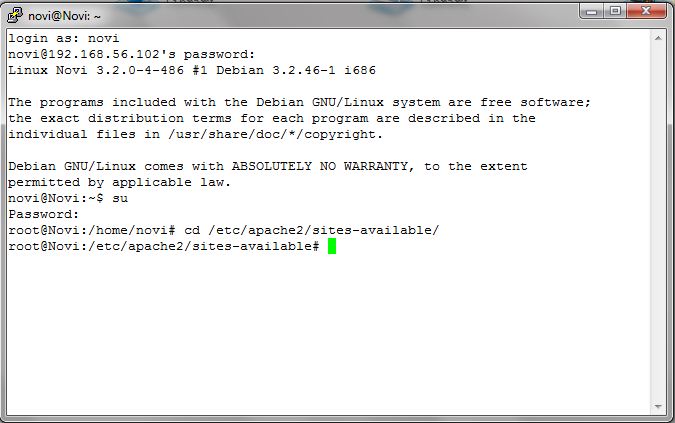 novi@Novi: ~
login as: novi
novi@192.168.56.102's password:
Linux Novi 3.2.0-4-486 #1 Debian 3.2.46-1 i686
The programs included with the Debian GNU/Linux system are free software;
the exact distribution terms for each program are described in the
individual files in /usr/share/doc/*/copyright.
Debian GNU/Linux comes with ABSOLUTELY NO WARRANTY, to the extent
permitted by applicable law.
novi@Novi:~$ su
Password:
root@Novi:/home/novi# cd /etc/apache2/sites-available/
root@Novi:/etc/apache2/sites-available#